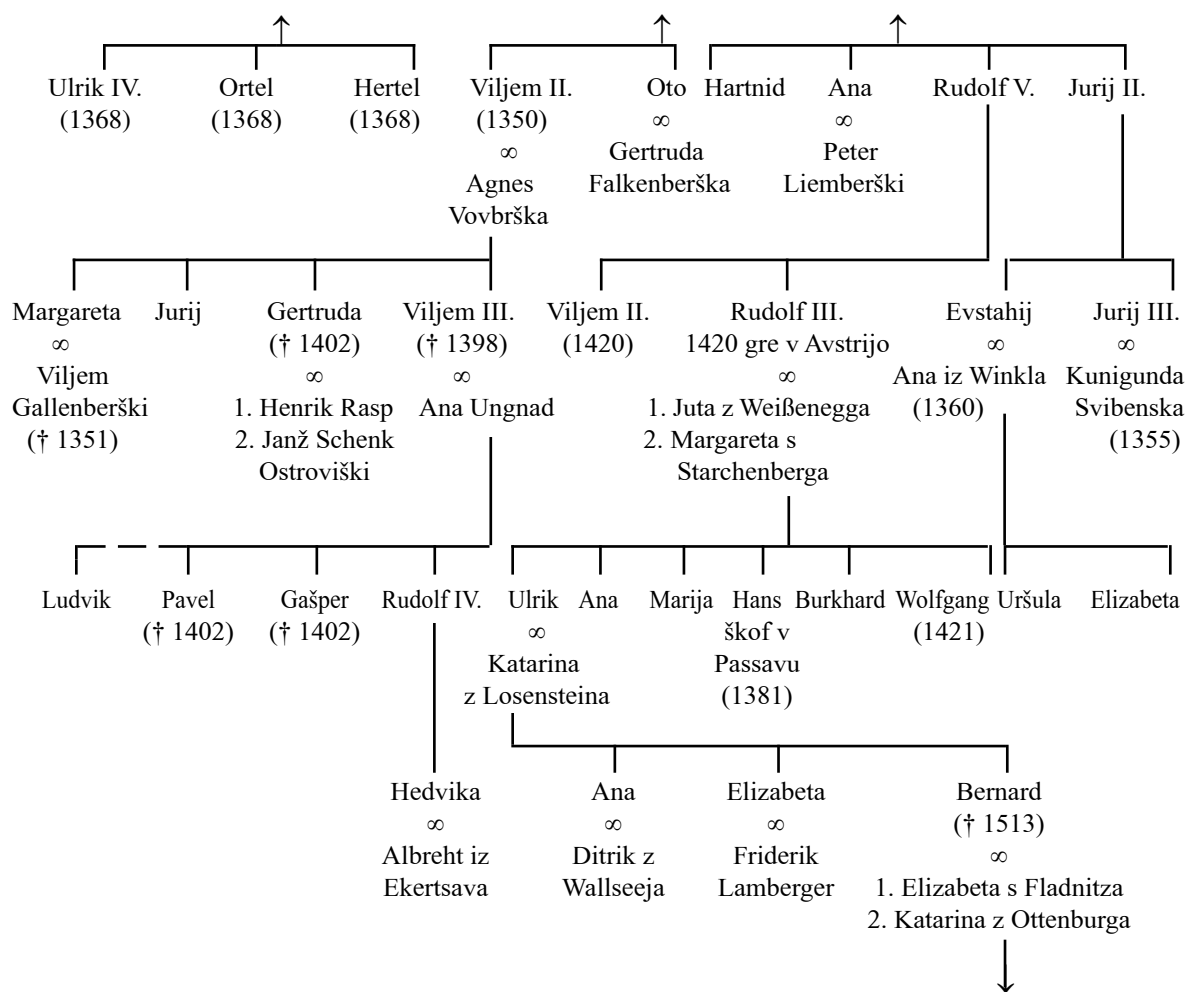 Ulrik IV.
(1368)
Ortel
(1368)
Hertel
(1368)
Viljem II.
(1350)
∞
Agnes
Vovbrška
Oto
∞
Gertruda
Falkenberška
Hartnid
Ana
∞
Peter
Liemberški
Rudolf V.
Jurij II.
Margareta
∞
Viljem
Gallenberški
(† 1351)
Jurij
Gertruda
(† 1402)
∞
1. Henrik Rasp
2. Janž Schenk
Ostroviški
Viljem III.
(† 1398)
∞
Ana Ungnad
Viljem II.
(1420)
Rudolf III.
1420 gre v Avstrijo
∞
1. Juta z Weißenegga
2. Margareta s
Starchenberga
Evstahij
∞
Ana iz Winkla
(1360)
Jurij III.
∞
Kunigunda
Svibenska
(1355)
Ludvik
Pavel
(† 1402)
Gašper
(† 1402)
Rudolf IV.
Ulrik
∞
Katarina
z Losensteina
Ana
Marija
Hans
škof v
Passavu
(1381)
Burkhard
Wolfgang
(1421)
Uršula
Elizabeta
Hedvika
∞
Albreht iz
Ekertsava
Ana
∞
Ditrik z
Wallseeja
Elizabeta
∞
Friderik
Lamberger
Bernard
(† 1513)
∞
1. Elizabeta s Fladnitza
2. Katarina z Ottenburga